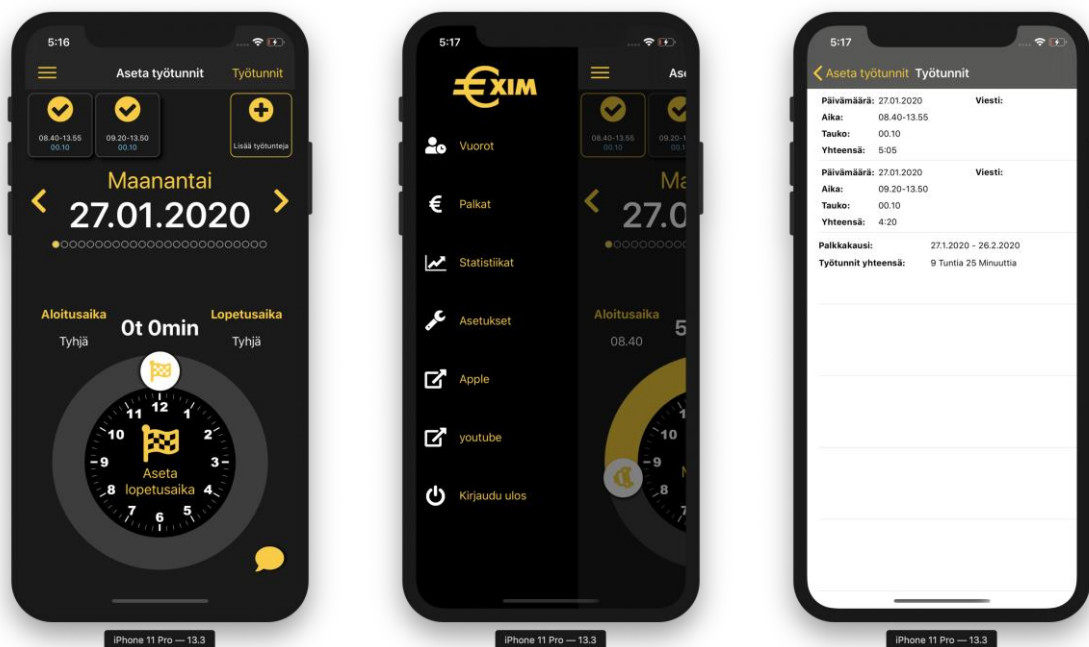 5:16
Aseta työtunnit Työtunnit
08.40-13.55
00.10
09.20-13.50
00.10
Lisää työtunteja
Maanantai
27.01.2020
Aloitusaika
Tyhjä
0t 0min
Lopetusaika
Tyhjä
12
1
2
3
4
5
6
7
8
9
10
11
Aseta
lopetusaika
iPhone 11 Pro — 13.3
5:17
€XIM
Vuorot
€ Palkat
Statistiikat
Asetukset
Apple
youtube
Kirjaudu ulos
Ase
08.40-13.55
00.10
09.20-1
00.1
Ma
27.0
Aloitusaika
08.40
5
11
10
9
8
7
iPhone 11 Pro — 13.3
5:17
Aseta työtunnit Työtunnit
Päivämäärä: 27.01.2020 Viesti:
Aika: 08.40-13.55
Tauko: 00.10
Yhteensä: 5:05
Päivämäärä: 27.01.2020 Viesti:
Aika: 09.20-13.50
Tauko: 00.10
Yhteensä: 4:20
Palkkakausi: 27.1.2020 - 26.2.2020
Työtunnit yhteensä: 9 Tuntia 25 Minuuttia
iPhone 11 Pro — 13.3